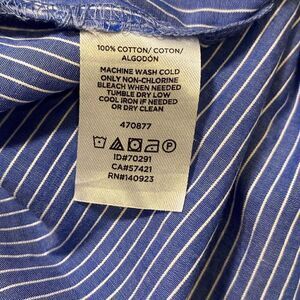 100% COTTON/ COTON/
ALGODÓN
MACHINE WASH COLD
ONLY NON-CHLORINE
BLEACH WHEN NEEDED
TUMBLE DRY LOW
COOL IRON IF NEEDED
OR DRY CLEAN
470877
P
ID#70291
CA#57421
RN#140923